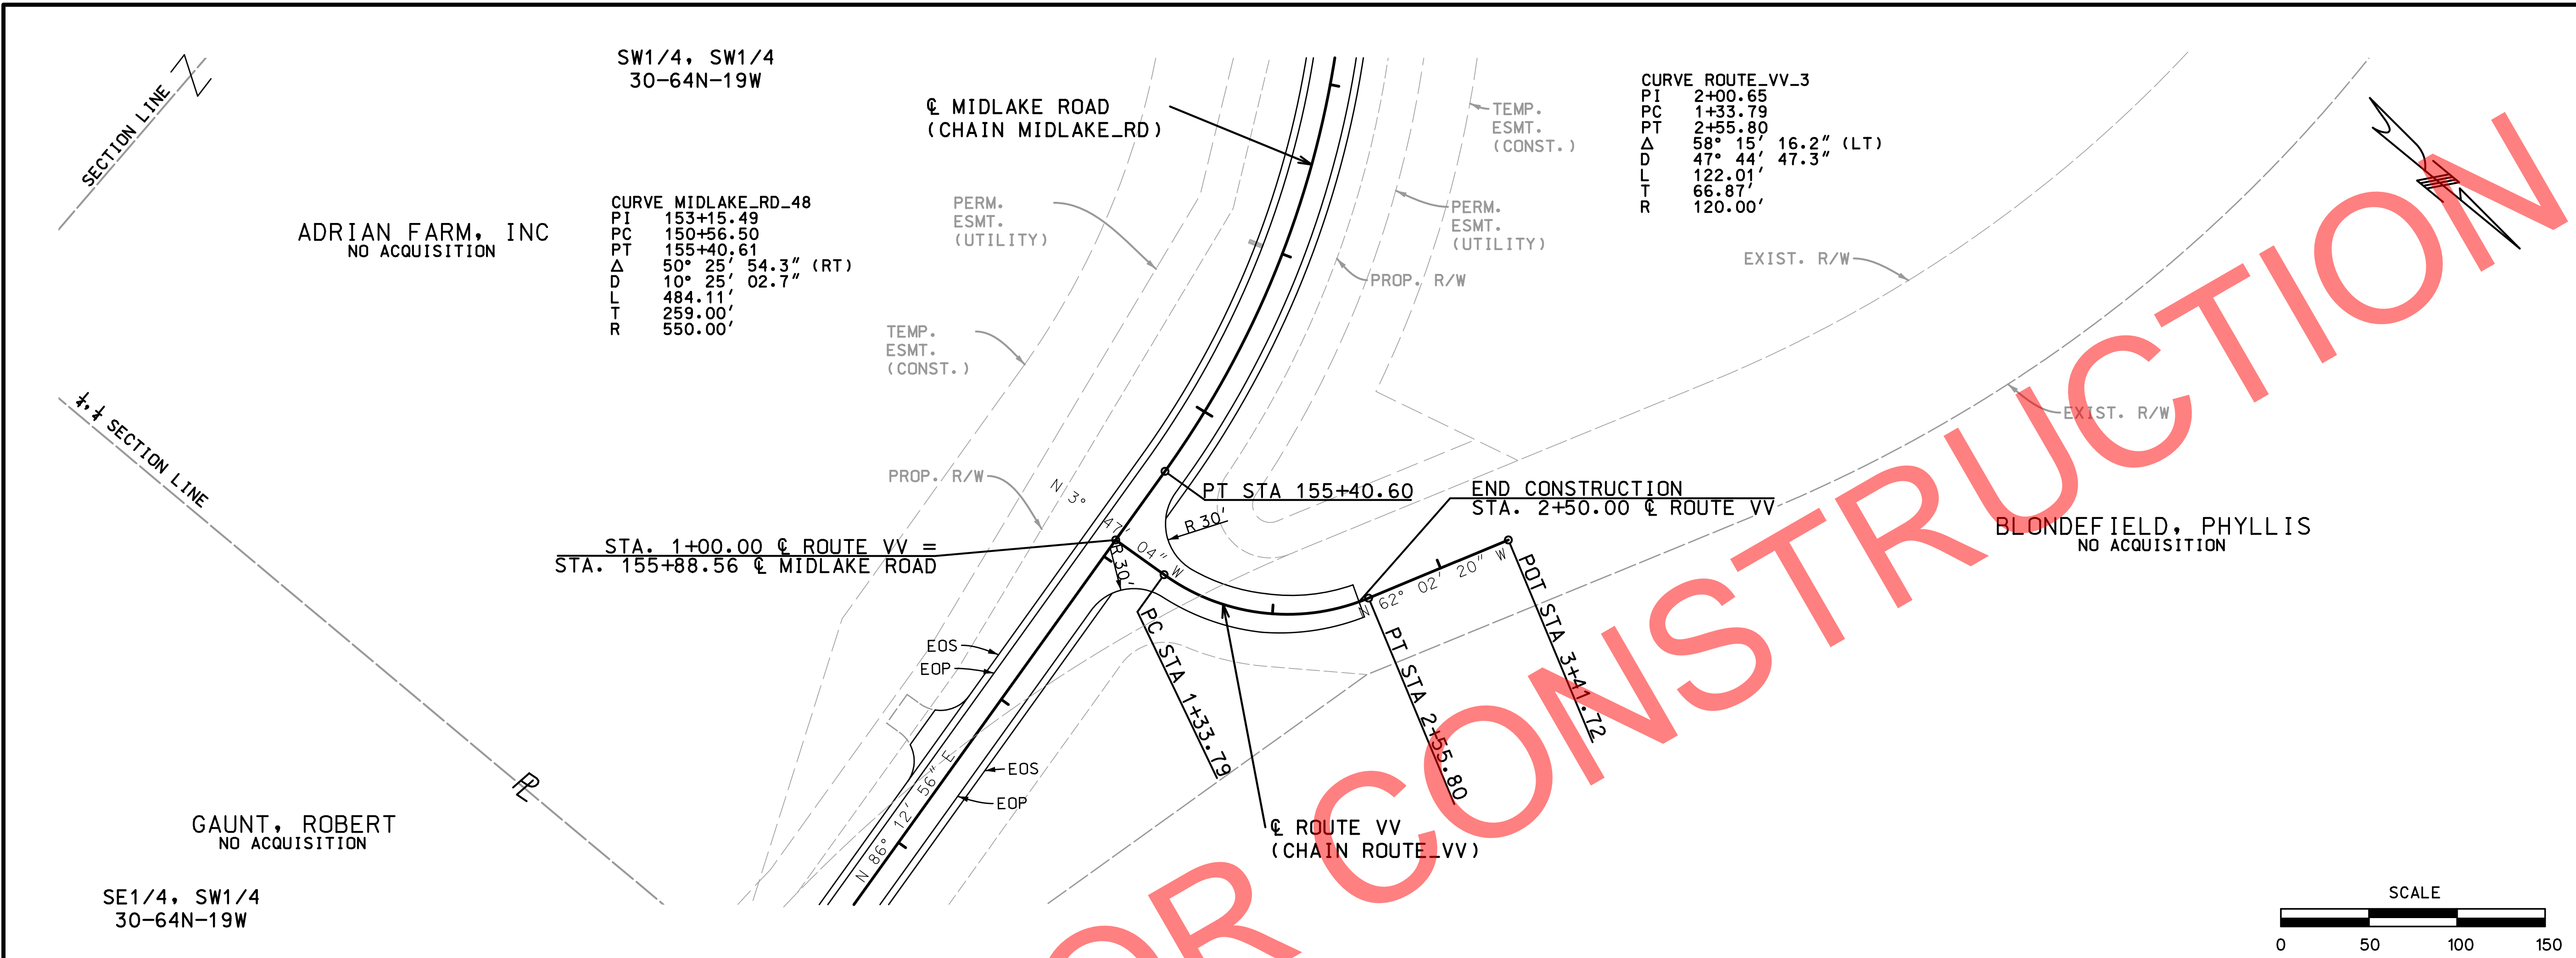 SW1/4, SW1/4
30-64N-19W
SECTION LINE
℄ MIDLAKE ROAD
(CHAIN MIDLAKE_RD)
TEMP.
ESMT.
(CONST.)
CURVE ROUTE_VV_3
PI 2+00.65
PC 1+33.79
PT 2+55.80
Δ 58° 15′ 16.2″ (LT)
D 47° 44′ 47.3″
L 122.01′
T 66.87′
R 120.00′
ADRIAN FARM, INC
NO ACQUISITION
CURVE MIDLAKE_RD_48
PI 153+15.49
PC 150+56.50
PT 155+40.61
Δ 50° 25′ 54.3″ (RT)
D 10° 25′ 02.7″
L 484.11′
T 259.00′
R 550.00′
PERM.
ESMT.
(UTILITY)
PERM.
ESMT.
(UTILITY)
PROP. R/W
EXIST. R/W
TEMP.
ESMT.
(CONST.)
EXIST. R/W
¼, ¼ SECTION LINE
PROP. R/W
N 3° 47′ 04″ W
PT STA 155+40.60
R 30′
END CONSTRUCTION
STA. 2+50.00 ℄ ROUTE VV
BLONDEFIELD, PHYLLIS
NO ACQUISITION
STA. 1+00.00 ℄ ROUTE VV =
STA. 155+88.56 ℄ MIDLAKE ROAD
R 30′
N 62° 02′ 20″ W
POT STA 3+41.72
PC STA 1+33.79
PT STA 2+55.80
EOS
EOP
EOS
EOP
N 86° 12′ 56″ E
℄ ROUTE VV
(CHAIN ROUTE_VV)
PL
GAUNT, ROBERT
NO ACQUISITION
SE1/4, SW1/4
30-64N-19W
SCALE
0 50 100 150
OR CONSTRUCTION